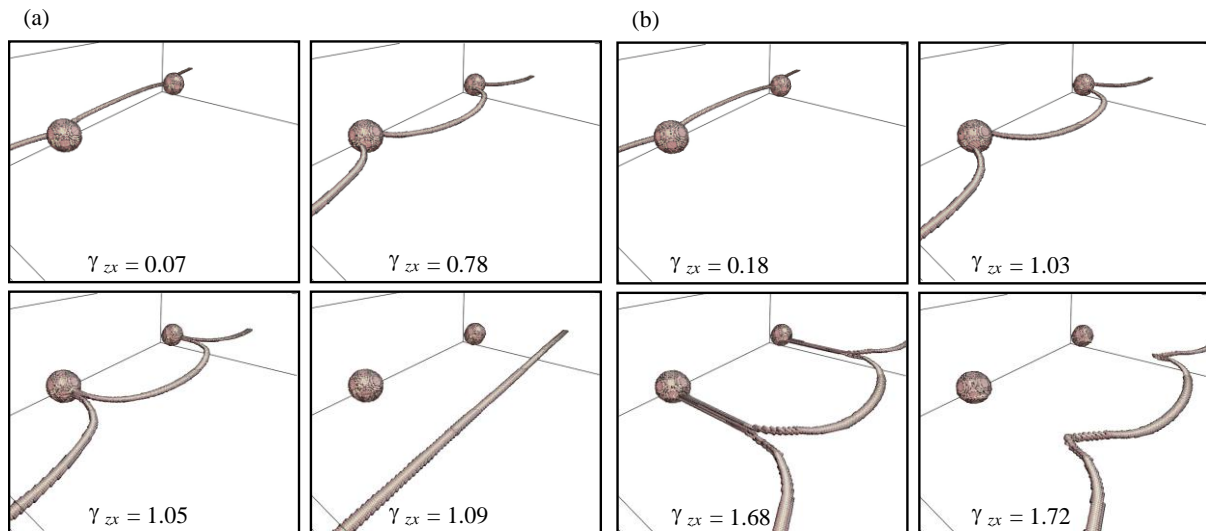 (a)
(b)
γ zx = 0.07
γ zx = 0.78
γ zx = 0.18
γ zx = 1.03
γ zx = 1.05
γ zx = 1.09
γ zx = 1.68
γ zx = 1.72